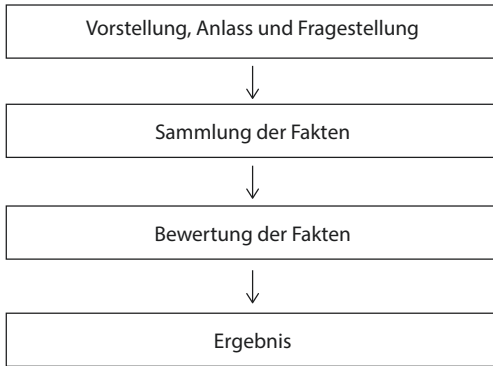 Vorstellung, Anlass und Fragestellung
Sammlung der Fakten
Bewertung der Fakten
Ergebnis